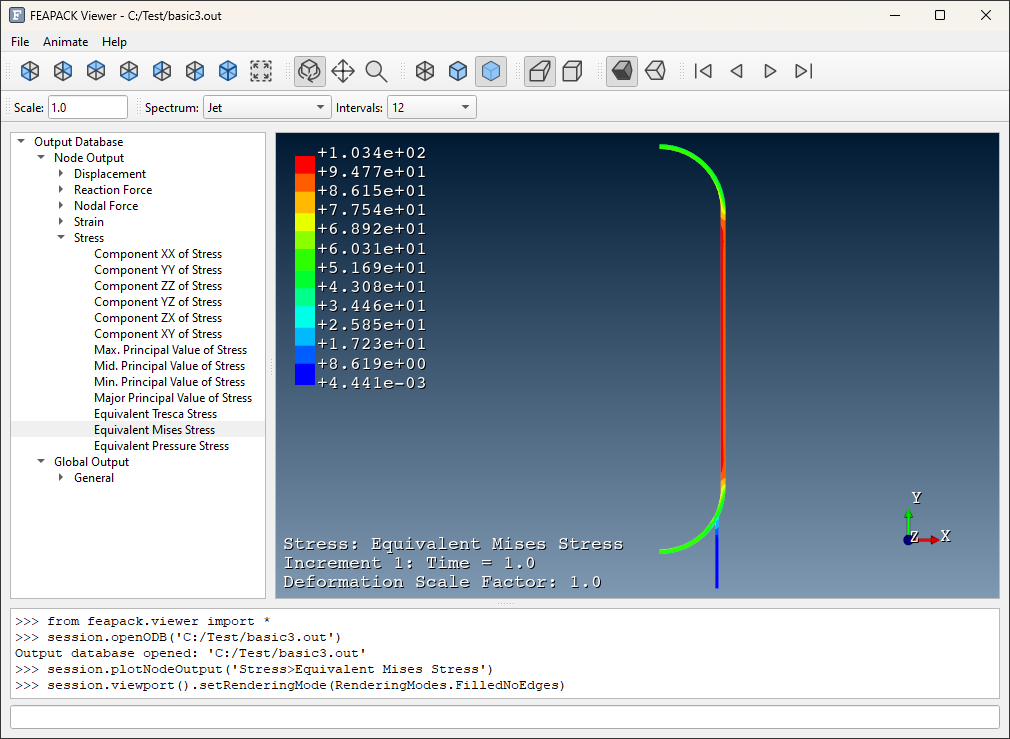 FEAPACK Viewer - C:/Test/basic3.out
File Animate Help
Scale: 1.0 Spectrum: Jet Intervals: 12
Output Database
Node Output
Displacement
Reaction Force
Nodal Force
Strain
Stress
Component XX of Stress
Component YY of Stress
Component ZZ of Stress
Component YZ of Stress
Component ZX of Stress
Component XY of Stress
Max. Principal Value of Stress
Mid. Principal Value of Stress
Min. Principal Value of Stress
Major Principal Value of Stress
Equivalent Tresca Stress
Equivalent Mises Stress
Equivalent Pressure Stress
Global Output
General
+1.034e+02
+9.477e+01
+8.615e+01
+7.754e+01
+6.892e+01
+6.031e+01
+5.169e+01
+4.308e+01
+3.446e+01
+2.585e+01
+1.723e+01
+8.619e+00
+4.441e-03
Y
Z X
Stress: Equivalent Mises Stress
Increment 1: Time = 1.0
Deformation Scale Factor: 1.0
>>> from feapack.viewer import *
>>> session.openODB('C:/Test/basic3.out')
Output database opened: 'C:/Test/basic3.out'
>>> session.plotNodeOutput('Stress>Equivalent Mises Stress')
>>> session.viewport().setRenderingMode(RenderingModes.FilledNoEdges)